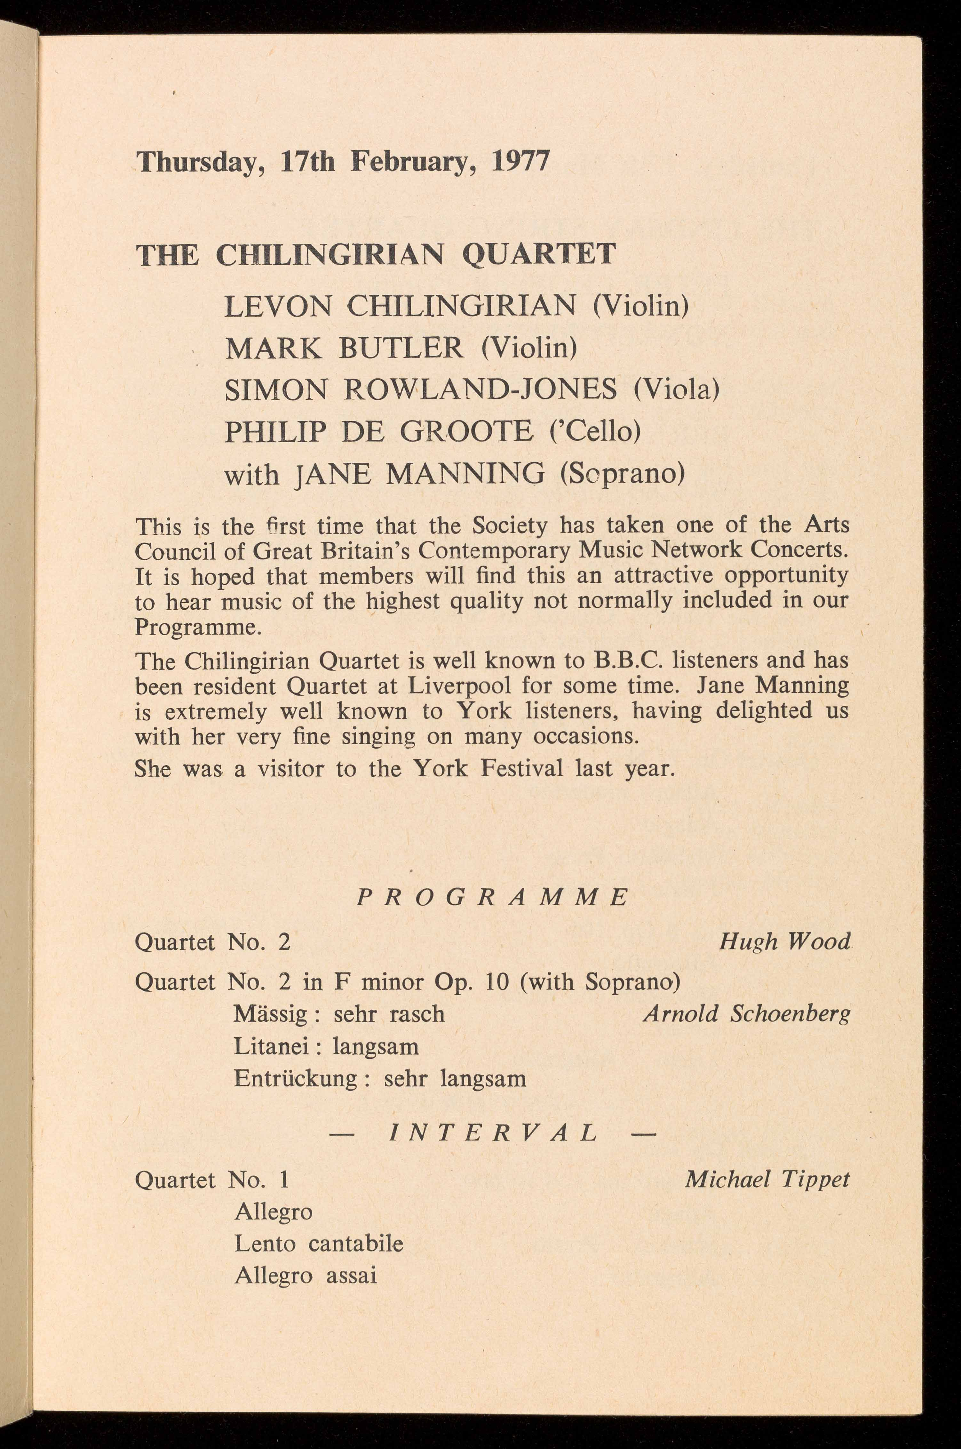 Thursday, 17th February, 1977
THE CHILINGIRIAN QUARTET
LEVON CHILINGIRIAN (Violin)
MARK BUTLER (Violin)
SIMON ROWLAND-JONES (Viola)
PHILIP DE GROOTE (’Cello)
with JANE MANNING (Soprano)
This is the first time that the Society has taken one of the Arts
Council of Great Britain’s Contemporary Music Network Concerts.
It is hoped that members will find this an attractive opportunity
to hear music of the highest quality not normally included in our
Programme.
The Chilingirian Quartet is well known to B.B.C. listeners and has
been resident Quartet at Liverpool for some time. Jane Manning
is extremely well known to York listeners, having delighted us
with her very fine singing on many occasions.
She was a visitor to the York Festival last year.
PROGRAMME
Quartet No. 2 Hugh Wood
Quartet No. 2 in F minor Op. 10 (with Soprano)
Mässig : sehr rasch Arnold Schoenberg
Litanei : langsam
Entrückung : sehr langsam
— INTERVAL —
Quartet No. 1 Michael Tippet
Allegro
Lento cantabile
Allegro assai